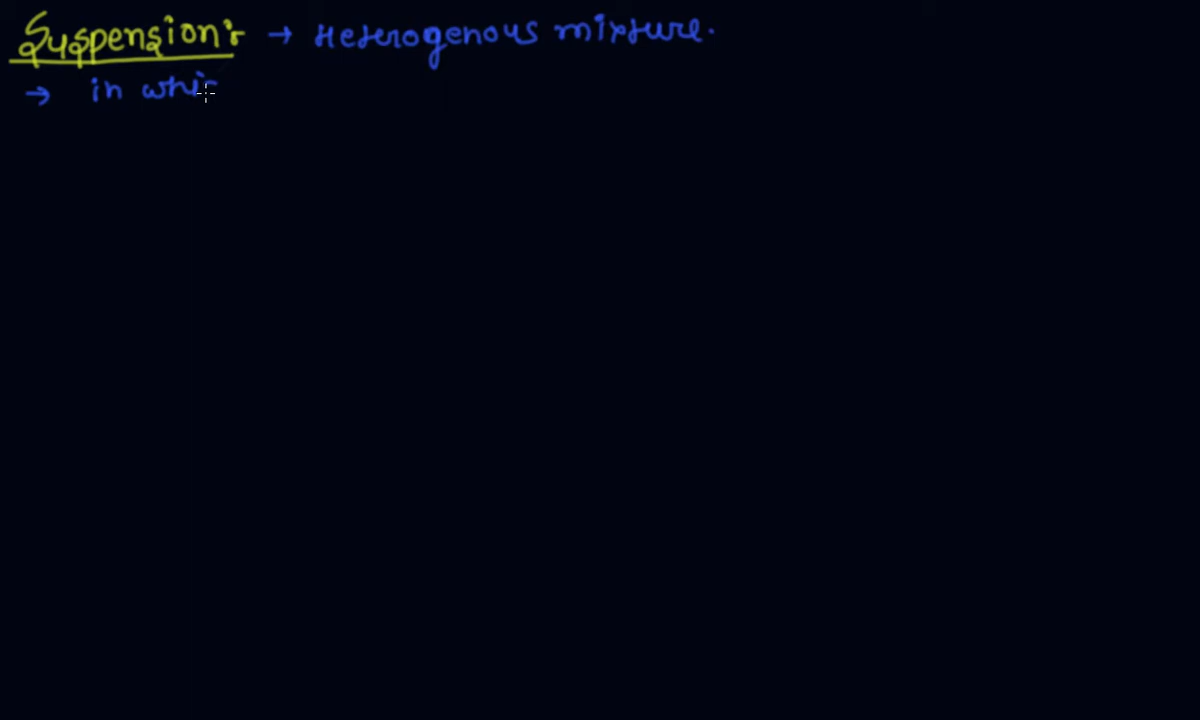 Suspension:- → Heterogenous mixture.
→ in whic